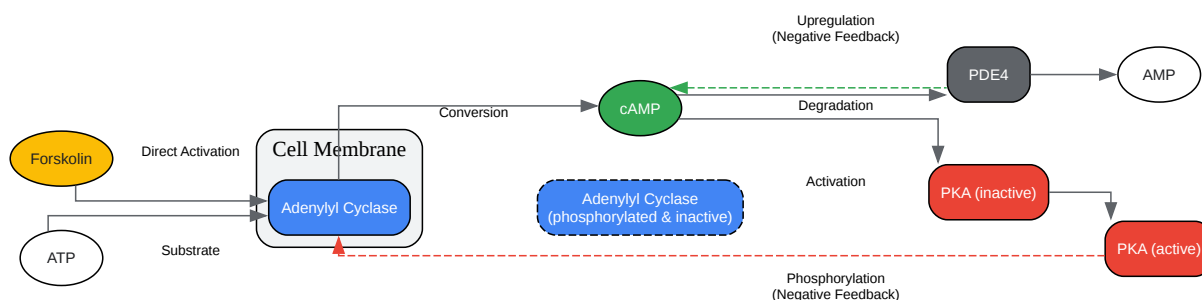 Upregulation
(Negative Feedback)
PDE4
AMP
cAMP
Degradation
Conversion
Forskolin
Direct Activation
Cell Membrane
Adenylyl Cyclase
Adenylyl Cyclase
(phosphorylated & inactive)
Activation
PKA (inactive)
ATP
Substrate
PKA (active)
Phosphorylation
(Negative Feedback)